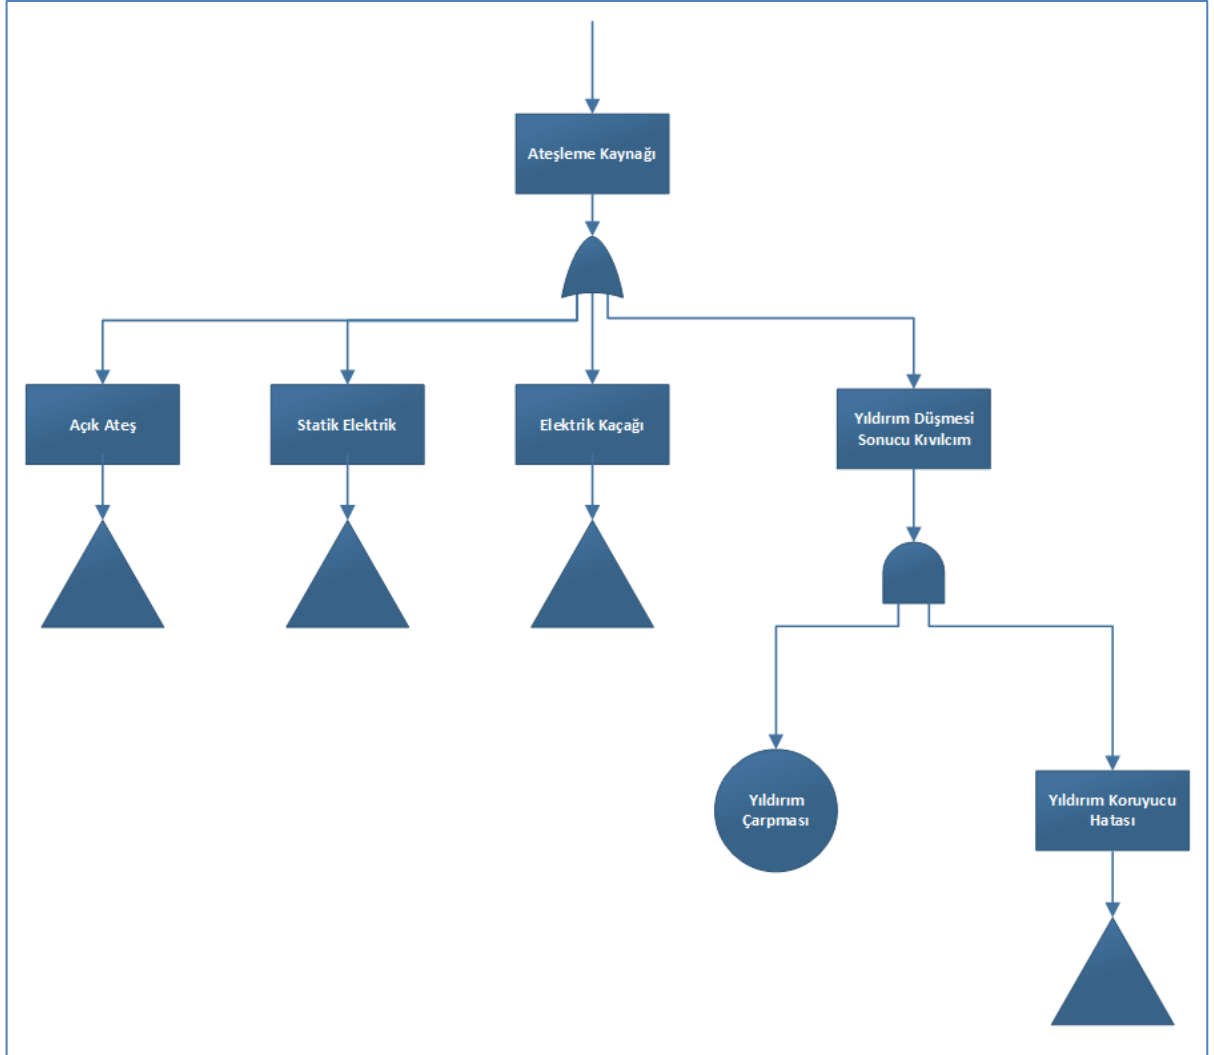 Ateşleme Kaynağı
Açık Ateş
Statik Elektrik
Elektrik Kaçağı
Yıldırım Düşmesi
Sonucu Kıvılcım
Yıldırım
Çarpması
Yıldırım Koruyucu
Hatası